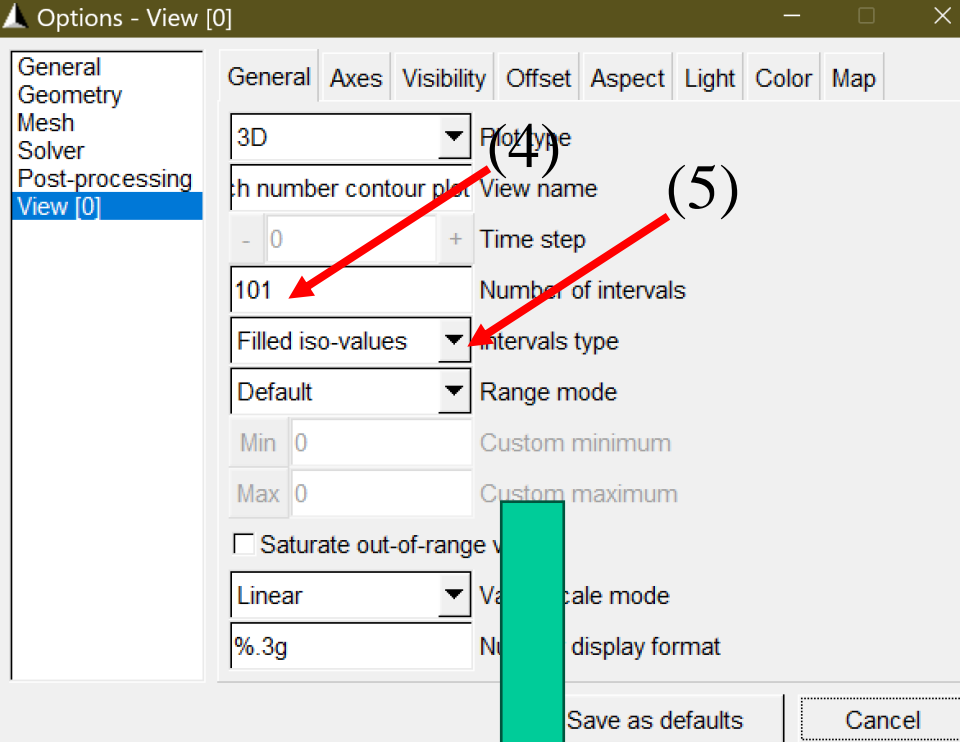 Options - View [0]
General
Geometry
Mesh
Solver
Post-processing
View [0]
General Axes Visibility Offset Aspect Light Color Map
3D Plot type
(4)
ch number contour plot View name
(5)
- 0 + Time step
101 Number of intervals
Filled iso-values Intervals type
Default Range mode
Min 0 Custom minimum
Max 0 Custom maximum
Saturate out-of-range
Linear mode
%.3g display format
Save as defaults Cancel